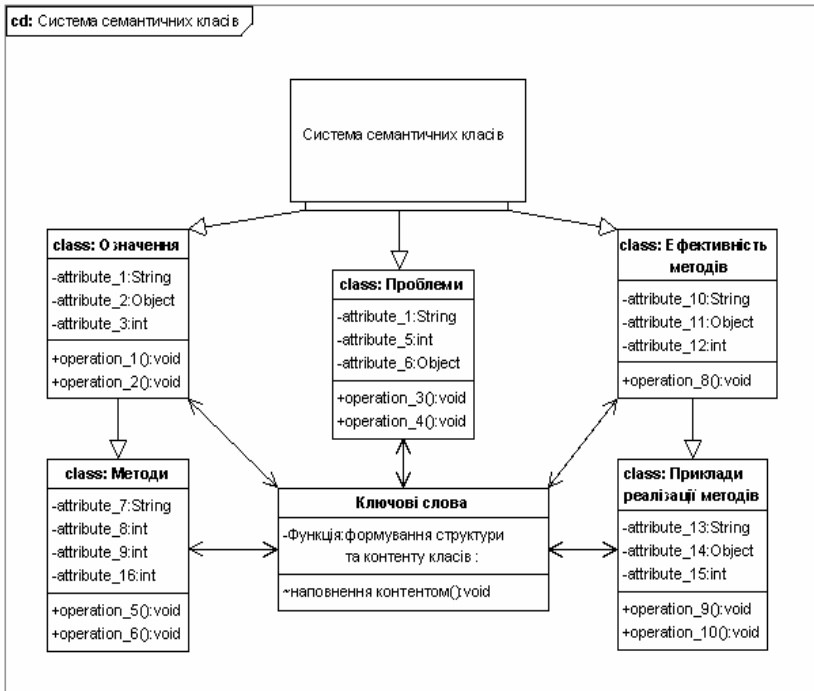 cd: Система семантичних класів
Система семантичних класів
class: Означення
-attribute_1:String
-attribute_2:Object
-attribute_3:int
+operation_1():void
+operation_2():void
class: Проблеми
-attribute_1:String
-attribute_5:int
-attribute_6:Object
+operation_3():void
+operation_4():void
class: Ефективність
методів
-attribute_10:String
-attribute_11:Object
-attribute_12:int
+operation_8():void
class: Методи
-attribute_7:String
-attribute_8:int
-attribute_9:int
-attribute_16:int
+operation_5():void
+operation_6():void
Ключові слова
-Функція:формування структури
та контенту класів :
~наповнення контентом():void
class: Приклади
реалізації методів
-attribute_13:String
-attribute_14:Object
-attribute_15:int
+operation_9():void
+operation_10():void